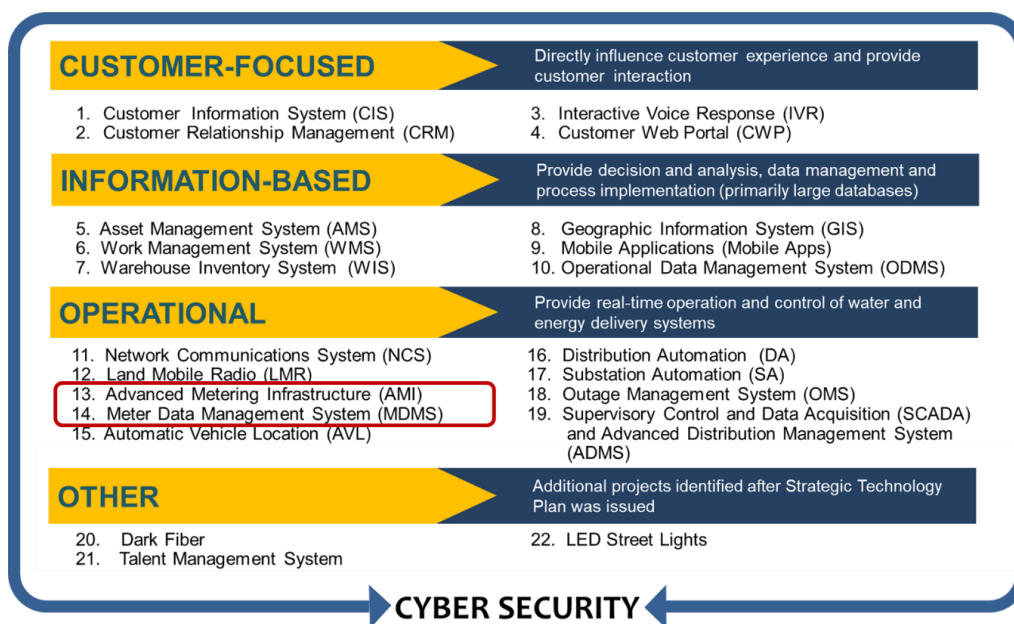 CUSTOMER-FOCUSED
Directly influence customer experience and provide
customer interaction
1. Customer Information System (CIS)
2. Customer Relationship Management (CRM)
3. Interactive Voice Response (IVR)
4. Customer Web Portal (CWP)
INFORMATION-BASED
Provide decision and analysis, data management and
process implementation (primarily large databases)
5. Asset Management System (AMS)
6. Work Management System (WMS)
7. Warehouse Inventory System (WIS)
8. Geographic Information System (GIS)
9. Mobile Applications (Mobile Apps)
10. Operational Data Management System (ODMS)
OPERATIONAL
Provide real-time operation and control of water and
energy delivery systems
11. Network Communications System (NCS)
12. Land Mobile Radio (LMR)
13. Advanced Metering Infrastructure (AMI)
14. Meter Data Management System (MDMS)
15. Automatic Vehicle Location (AVL)
16. Distribution Automation (DA)
17. Substation Automation (SA)
18. Outage Management System (OMS)
19. Supervisory Control and Data Acquisition (SCADA)
and Advanced Distribution Management System
(ADMS)
OTHER
Additional projects identified after Strategic Technology
Plan was issued
20. Dark Fiber
21. Talent Management System
22. LED Street Lights
CYBER SECURITY